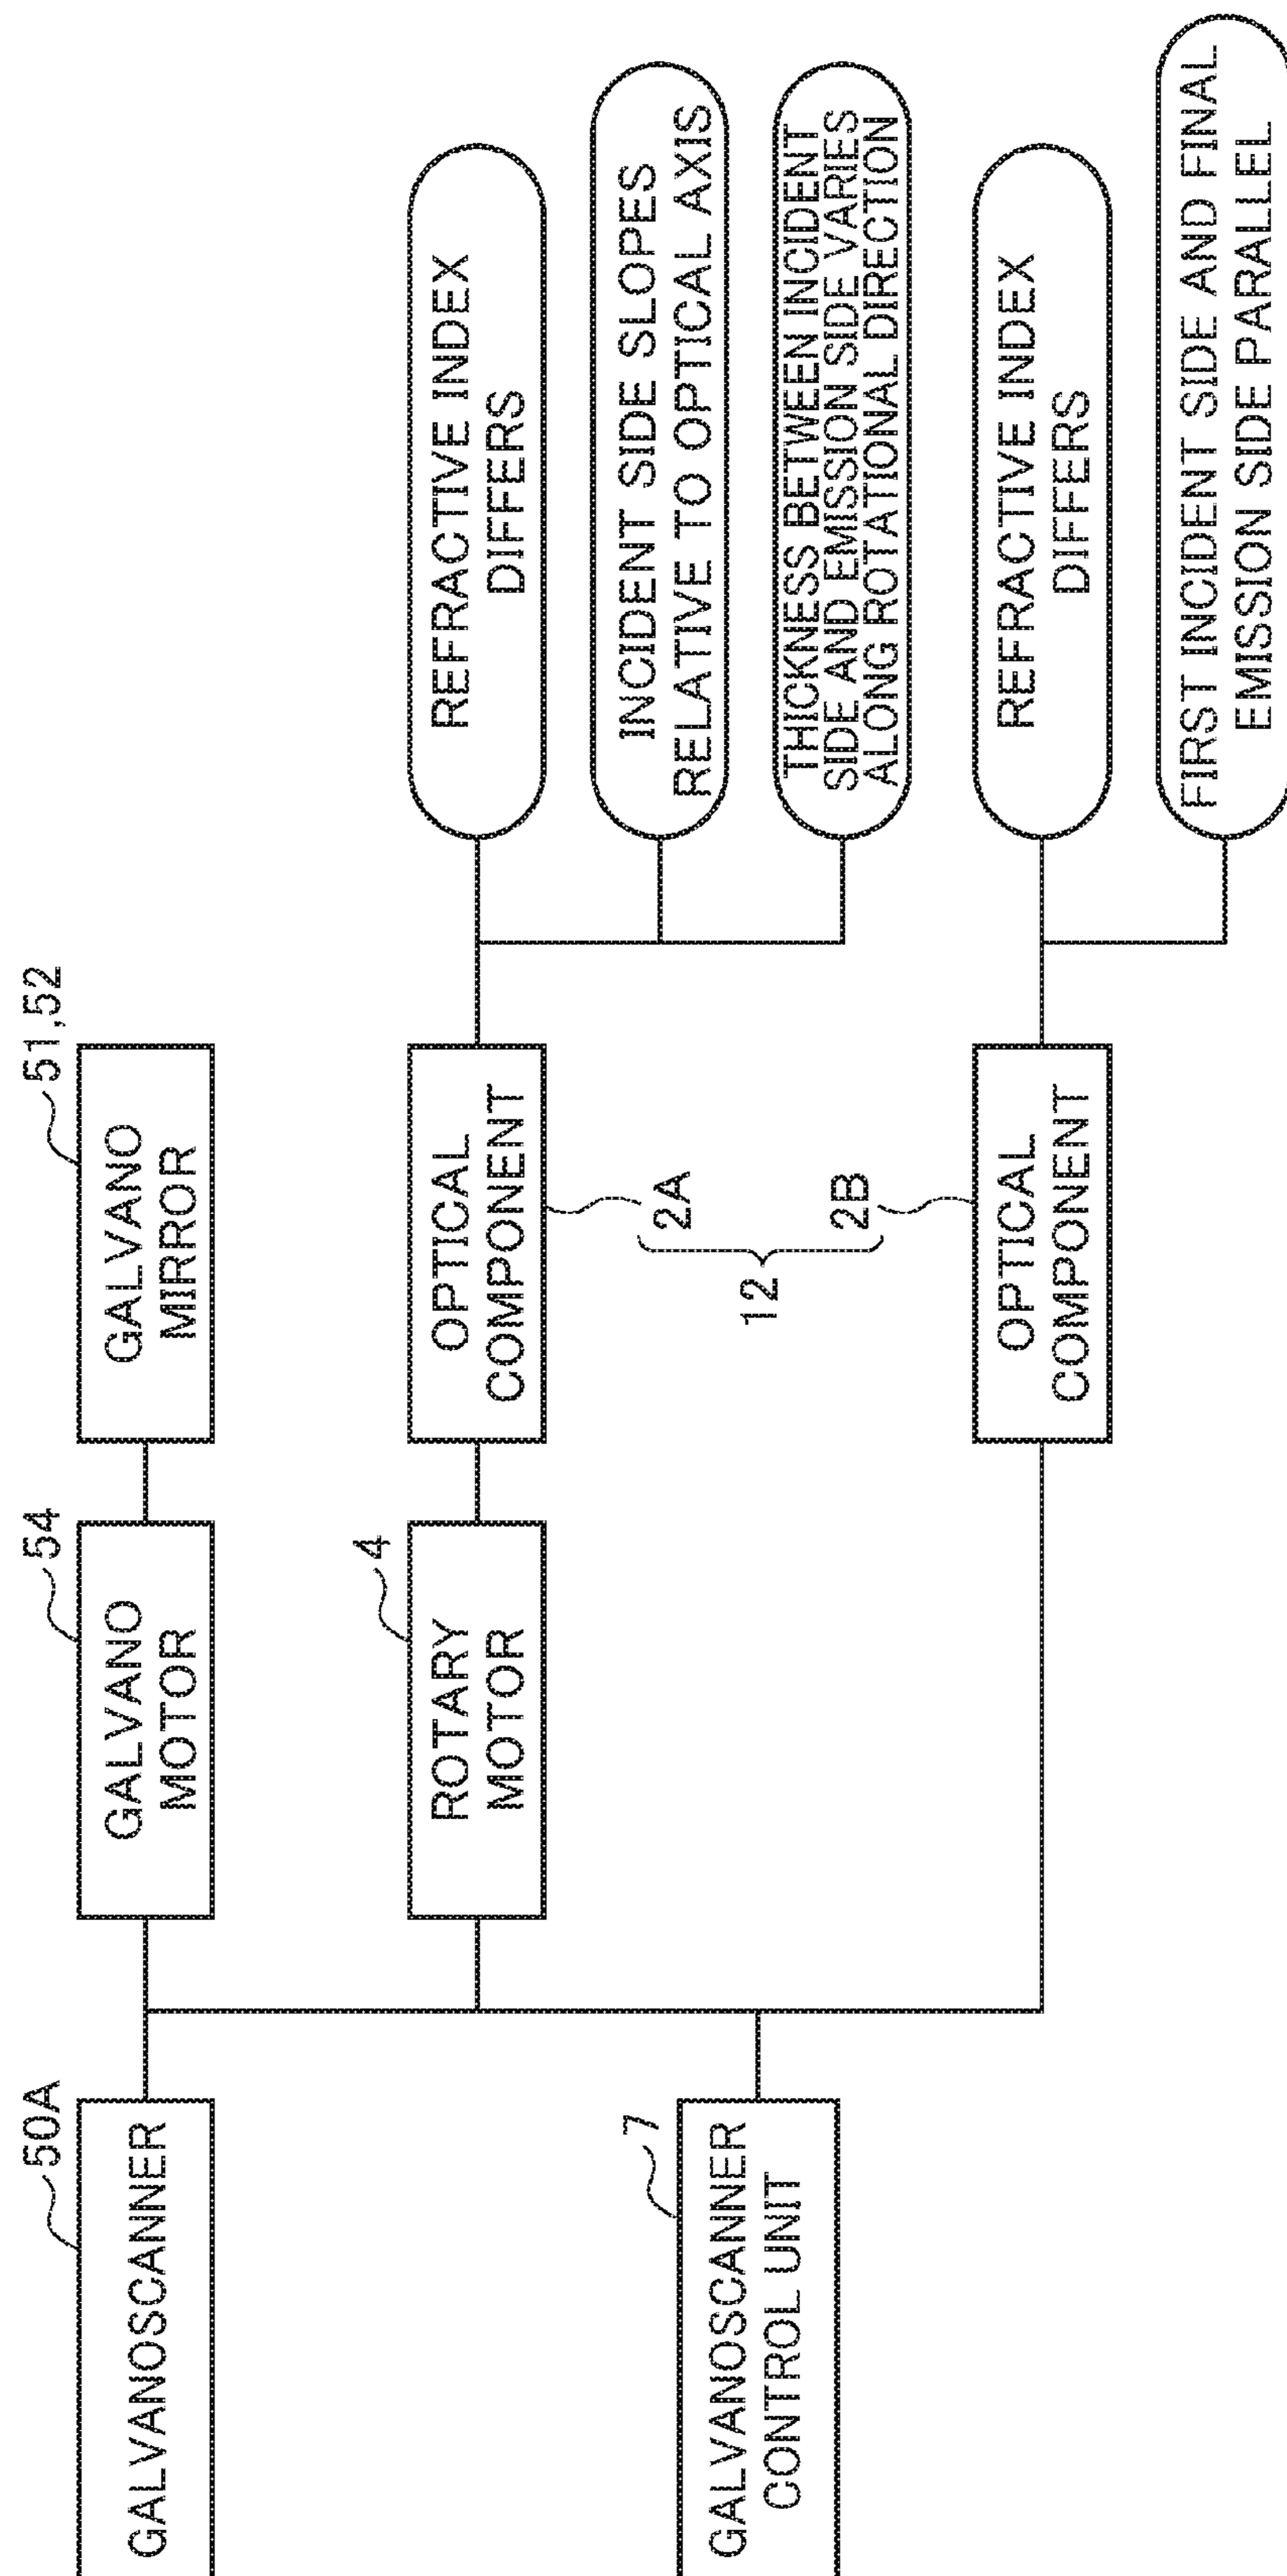 50A
GALVANOSCANNER
54
GALVANO
MOTOR
51,52
GALVANO
MIRROR
4
ROTARY
MOTOR
OPTICAL
COMPONENT
REFRACTIVE INDEX
DIFFERS
INCIDENT SIDE SLOPES
RELATIVE TO OPTICAL AXIS
THICKNESS BETWEEN INCIDENT
SIDE AND EMISSION SIDE VARIES
ALONG ROTATIONAL DIRECTION
2A
12
2B
7
GALVANOSCANNER
CONTROL UNIT
OPTICAL
COMPONENT
REFRACTIVE INDEX
DIFFERS
FIRST INCIDENT SIDE AND FINAL
EMISSION SIDE PARALLEL